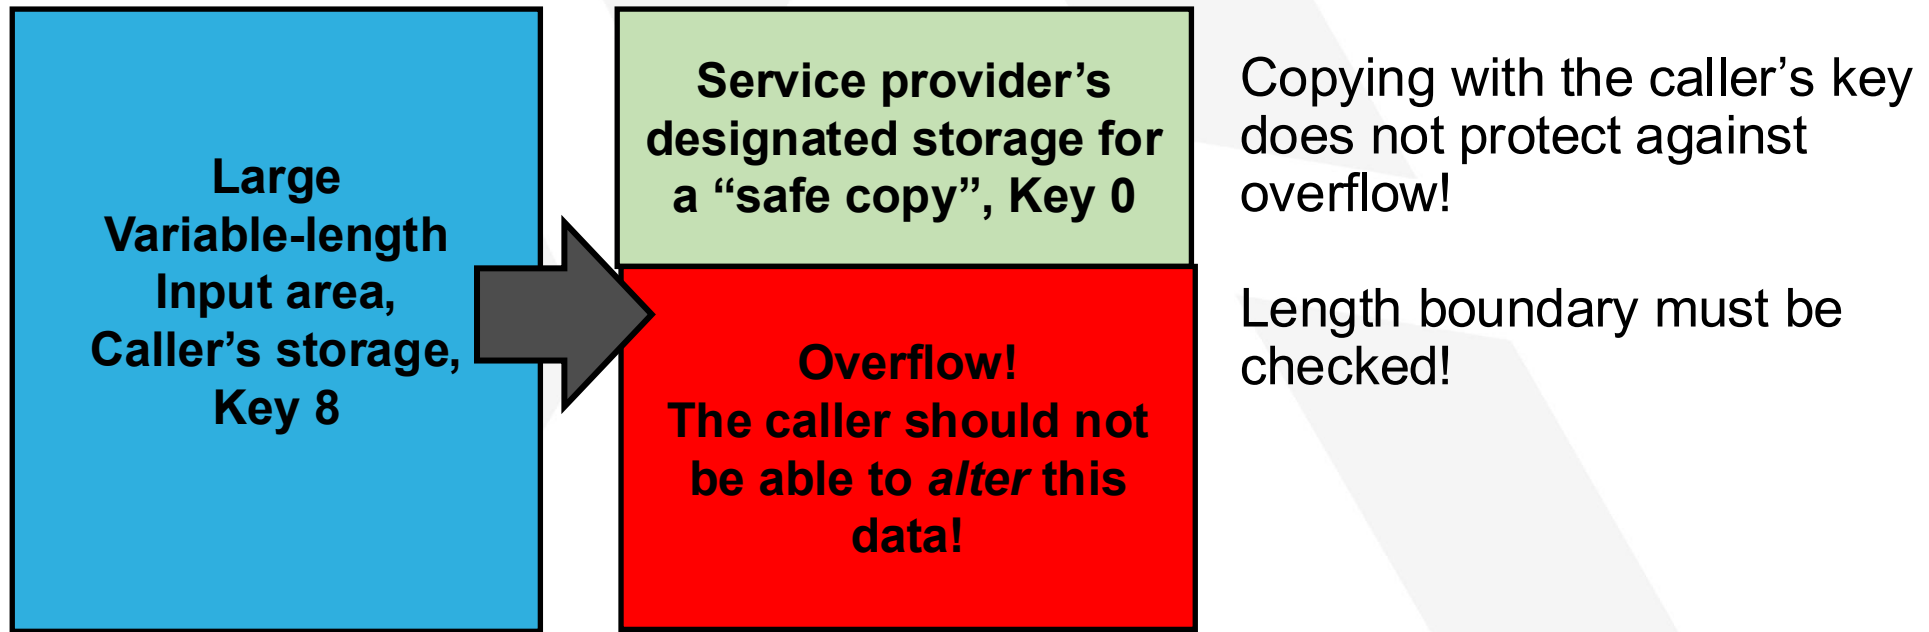 Large
Variable-length
Input area,
Caller’s storage,
Key 8
Service provider’s
designated storage for
a “safe copy”, Key 0
Overflow!
The caller should not
be able to alter this
data!
Copying with the caller’s key
does not protect against
overflow!
Length boundary must be
checked!